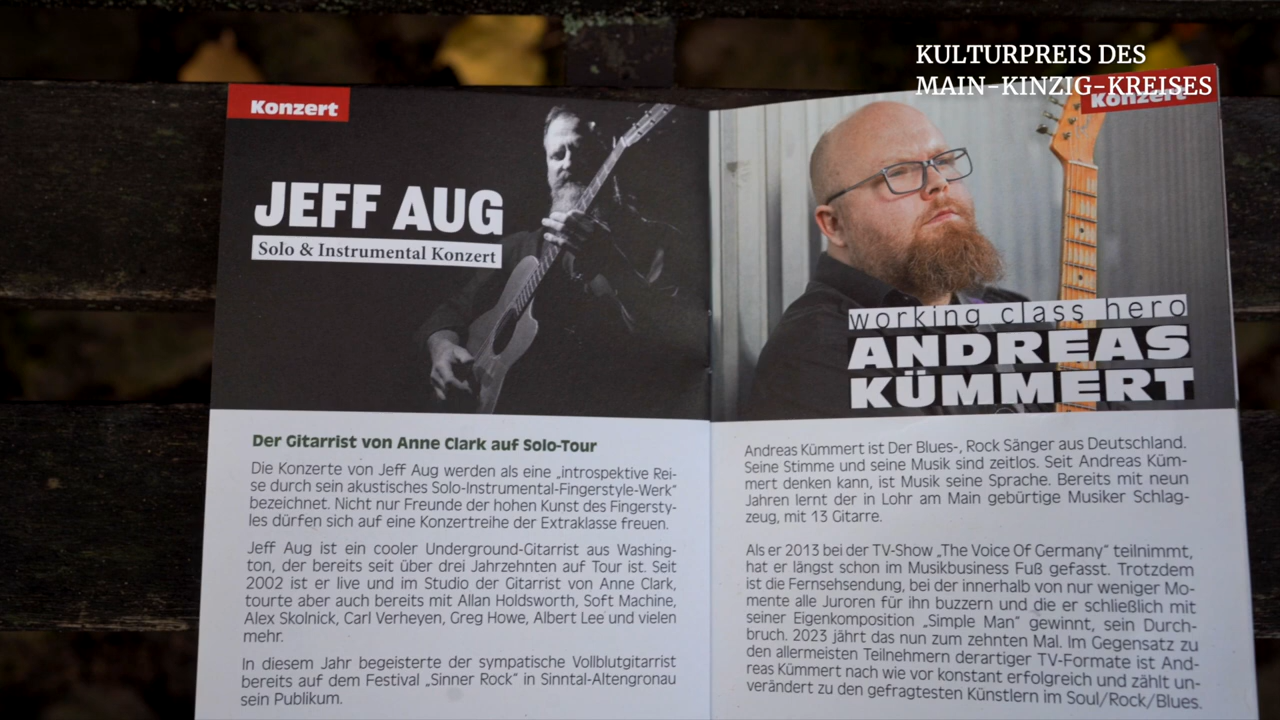 KULTURPREIS DES
MAIN-KINZIG-KREISES
Konzert
JEFF AUG
Solo & Instrumental Konzert
Der Gitarrist von Anne Clark auf Solo-Tour
Die Konzerte von Jeff Aug werden als eine „introspektive Rei-
se durch sein akustisches Solo-Instrumental-Fingerstyle-Werk“
bezeichnet. Nicht nur Freunde der hohen Kunst des Fingersty-
les dürfen sich auf eine Konzertreihe der Extraklasse freuen.
Jeff Aug ist ein cooler Underground-Gitarrist aus Washing-
ton, der bereits seit über drei Jahrzehnten auf Tour ist. Seit
2002 ist er live und im Studio der Gitarrist von Anne Clark,
tourte aber auch bereits mit Allan Holdsworth, Soft Machine,
Alex Skolnick, Carl Verheyen, Greg Howe, Albert Lee und vielen
mehr.
In diesem Jahr begeisterte der sympatische Vollblutgitarrist
bereits auf dem Festival „Sinner Rock“ in Sinntal-Altengronau
sein Publikum.
Konzert
working class hero
ANDREAS
KÜMMERT
Andreas Kümmert ist Der Blues-, Rock Sänger aus Deutschland.
Seine Stimme und seine Musik sind zeitlos. Seit Andreas Küm-
mert denken kann, ist Musik seine Sprache. Bereits mit neun
Jahren lernt der in Lohr am Main gebürtige Musiker Schlag-
zeug, mit 13 Gitarre.
Als er 2013 bei der TV-Show „The Voice Of Germany“ teilnimmt,
hat er längst schon im Musikbusiness Fuß gefasst. Trotzdem
ist die Fernsehsendung, bei der innerhalb von nur weniger Mo-
mente alle Juroren für ihn buzzern und die er schließlich mit
seiner Eigenkomposition „Simple Man“ gewinnt, sein Durch-
bruch. 2023 jährt das nun zum zehnten Mal. Im Gegensatz zu
den allermeisten Teilnehmern derartiger TV-Formate ist And-
reas Kümmert nach wie vor konstant erfolgreich und zählt un-
verändert zu den gefragtesten Künstlern im Soul/Rock/Blues.